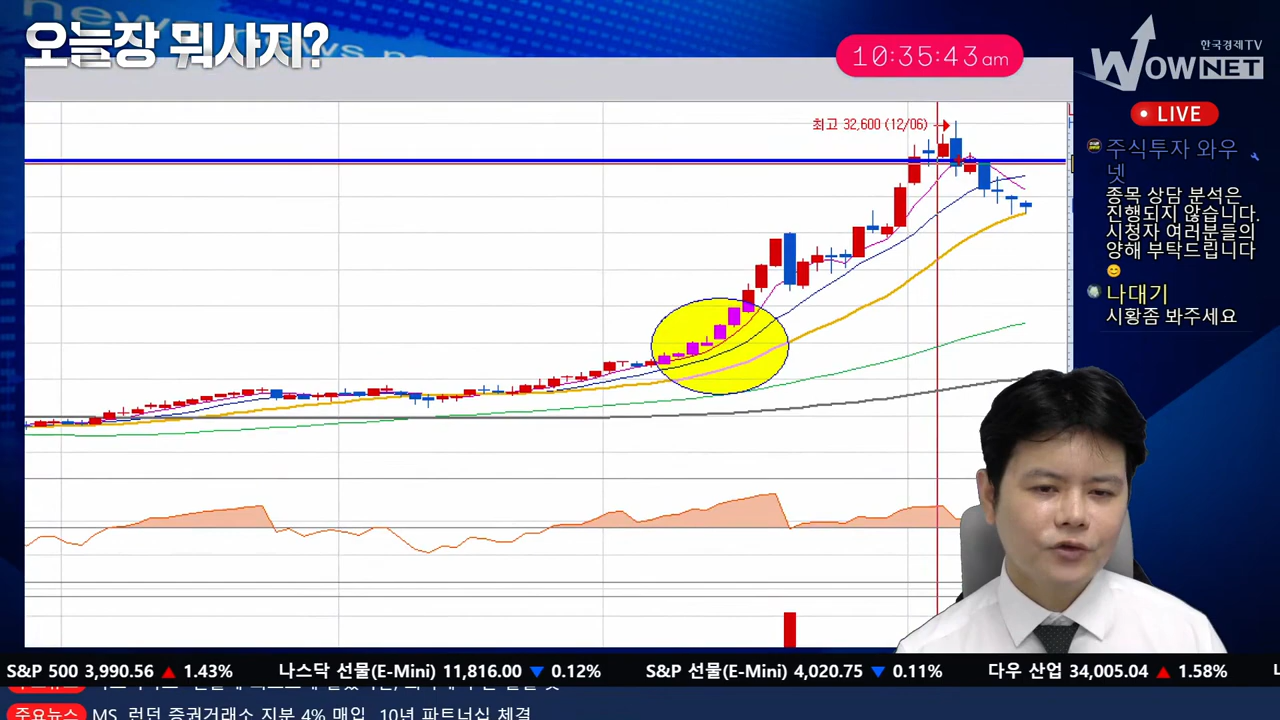 오늘장 뭐사지?
news
10:35:43am
한국경제TV
WOWNET
LIVE
최고 32,600 (12/06)
주식투자 와우
넷
종목 상담 분석은
진행되지 않습니다.
시청자 여러분들의
양해 부탁드립니다
나대기
시황좀 봐주세요
S&P 500 3,990.56 ▲ 1.43% 나스닥 선물(E-Mini) 11,816.00 ▼ 0.12% S&P 선물(E-Mini) 4,020.75 ▼ 0.11% 다우 산업 34,005.04 ▲ 1.58%
주요뉴스 MS, 런던 증권거래소 지분 4% 매입, 10년 파트너십 체결